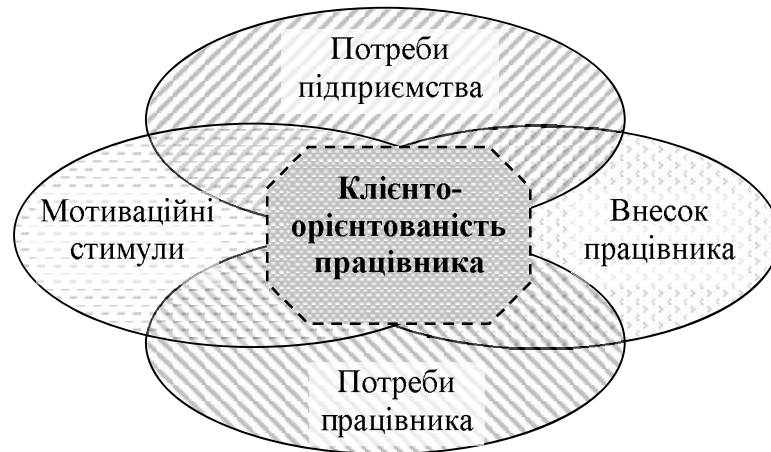 Потреби
підприємства
Мотиваційні
стимули
Клієнто-
орієнтованість
працівника
Внесок
працівника
Потреби
працівника